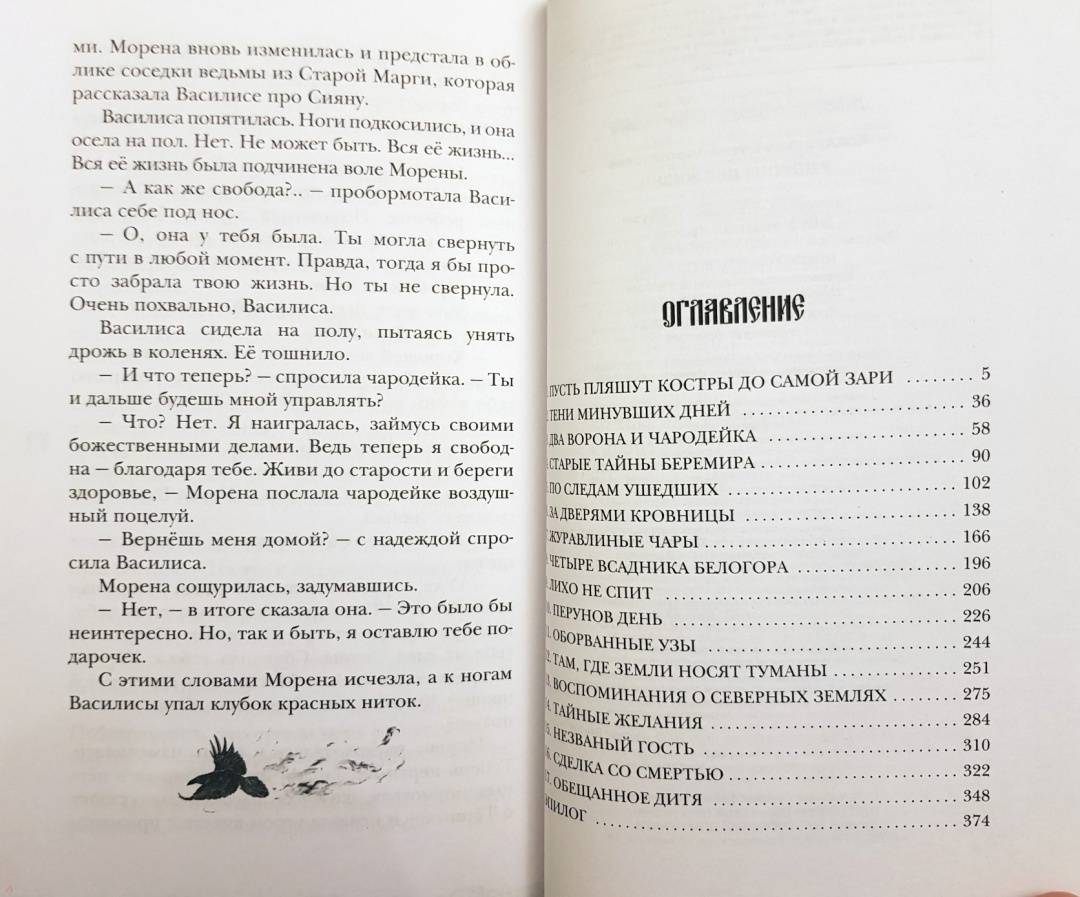 ми. Морена вновь изменилась и предстала в об-
лике соседки ведьмы из Старой Марги, которая
рассказала Василисе про Сияну.
Василиса попятилась. Ноги подкосились, и она
осела на пол. Нет. Не может быть. Вся её жизнь...
Вся её жизнь была подчинена воле Морены.
— А как же свобода?.. — пробормотала Васи-
лиса себе под нос.
— О, она у тебя была. Ты могла свернуть
с пути в любой момент. Правда, тогда я бы про-
сто забрала твою жизнь. Но ты не свернула.
Очень похвально, Василиса.
Василиса сидела на полу, пытаясь унять
дрожь в коленях. Её тошнило.
— И что теперь? — спросила чародейка. — Ты
и дальше будешь мной управлять?
— Что? Нет. Я наигралась, займусь своими
божественными делами. Ведь теперь я свобод-
на — благодаря тебе. Живи до старости и береги
здоровье, — Морена послала чародейке воздуш-
ный поцелуй.
— Вернёшь меня домой? — с надеждой спро-
сила Василиса.
Морена сощурилась, задумавшись.
— Нет, — в итоге сказала она. — Это было бы
неинтересно. Но, так и быть, я оставлю тебе по-
дарочек.
С этими словами Морена исчезла, а к ногам
Василисы упал клубок красных ниток.
ОГЛАВЛЕНИЕ
ПУСТЬ ПЛЯШУТ КОСТРЫ ДО САМОЙ ЗАРИ ........ 5
ТЕНИ МИНУВШИХ ДНЕЙ ........ 36
ДВА ВОРОНА И ЧАРОДЕЙКА ........ 58
СТАРЫЕ ТАЙНЫ БЕРЕМИРА ........ 90
ПО СЛЕДАМ УШЕДШИХ ........ 102
ЗА ДВЕРЯМИ КРОВНИЦЫ ........ 138
ЖУРАВЛИНЫЕ ЧАРЫ ........ 166
ЧЕТЫРЕ ВСАДНИКА БЕЛОГОРА ........ 196
ЛИХО НЕ СПИТ ........ 206
10. ПЕРУНОВ ДЕНЬ ........ 226
11. ОБОРВАННЫЕ УЗЫ ........ 244
12. ТАМ, ГДЕ ЗЕМЛИ НОСЯТ ТУМАНЫ ........ 251
13. ВОСПОМИНАНИЯ О СЕВЕРНЫХ ЗЕМЛЯХ ........ 275
14. ТАЙНЫЕ ЖЕЛАНИЯ ........ 284
15. НЕЗВАНЫЙ ГОСТЬ ........ 310
16. СДЕЛКА СО СМЕРТЬЮ ........ 322
17. ОБЕЩАННОЕ ДИТЯ ........ 348
ЭПИЛОГ ........ 374